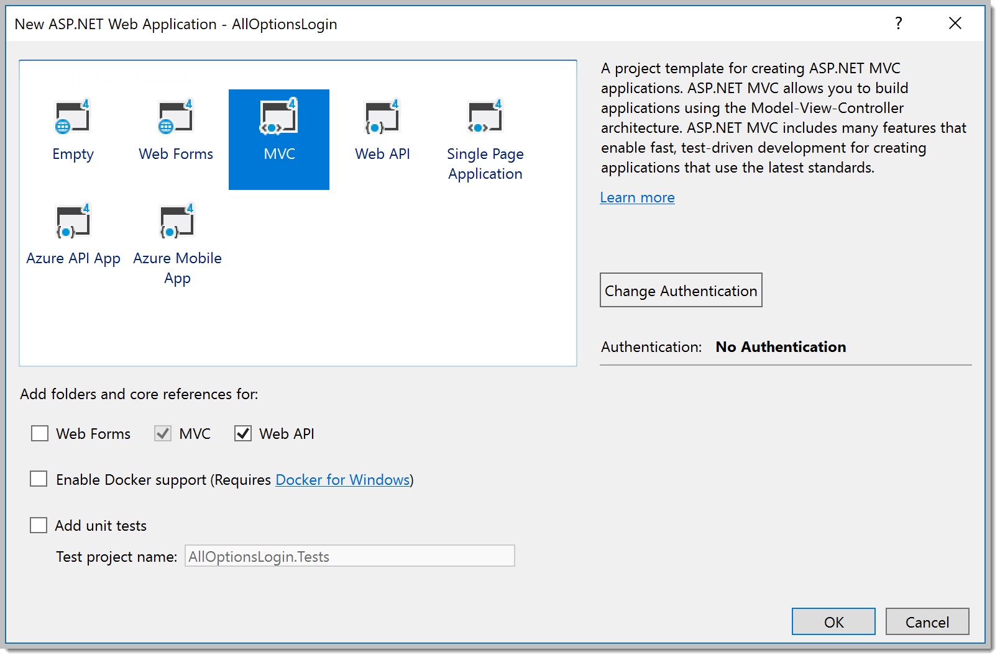 New ASP.NET Web Application - AllOptionsLogin
?
4 4 4 4 4
Empty Web Forms MVC Web API Single Page
Application
4 4
Azure API App Azure Mobile
App
A project template for creating ASP.NET MVC
applications. ASP.NET MVC allows you to build
applications using the Model-View-Controller
architecture. ASP.NET MVC includes many features that
enable fast, test-driven development for creating
applications that use the latest standards.
Learn more
Change Authentication
Authentication: No Authentication
Add folders and core references for:
Web Forms MVC Web API
Enable Docker support (Requires Docker for Windows)
Add unit tests
Test project name: AllOptionsLogin.Tests
OK Cancel